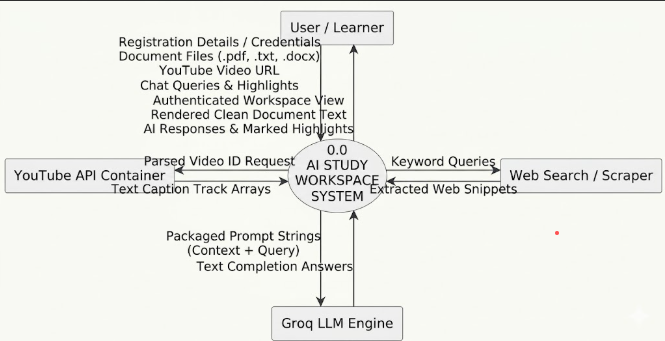 User / Learner
Registration Details / Credentials
Document Files (.pdf, .txt, .docx)
YouTube Video URL
Chat Queries & Highlights
Authenticated Workspace View
Rendered Clean Document Text
AI Responses & Marked Highlights
0.0
AI STUDY
WORKSPACE
SYSTEM
YouTube API Container
Parsed Video ID Request
Text Caption Track Arrays
Keyword Queries
Extracted Web Snippets
Web Search / Scraper
Packaged Prompt Strings
(Context + Query)
Text Completion Answers
Groq LLM Engine